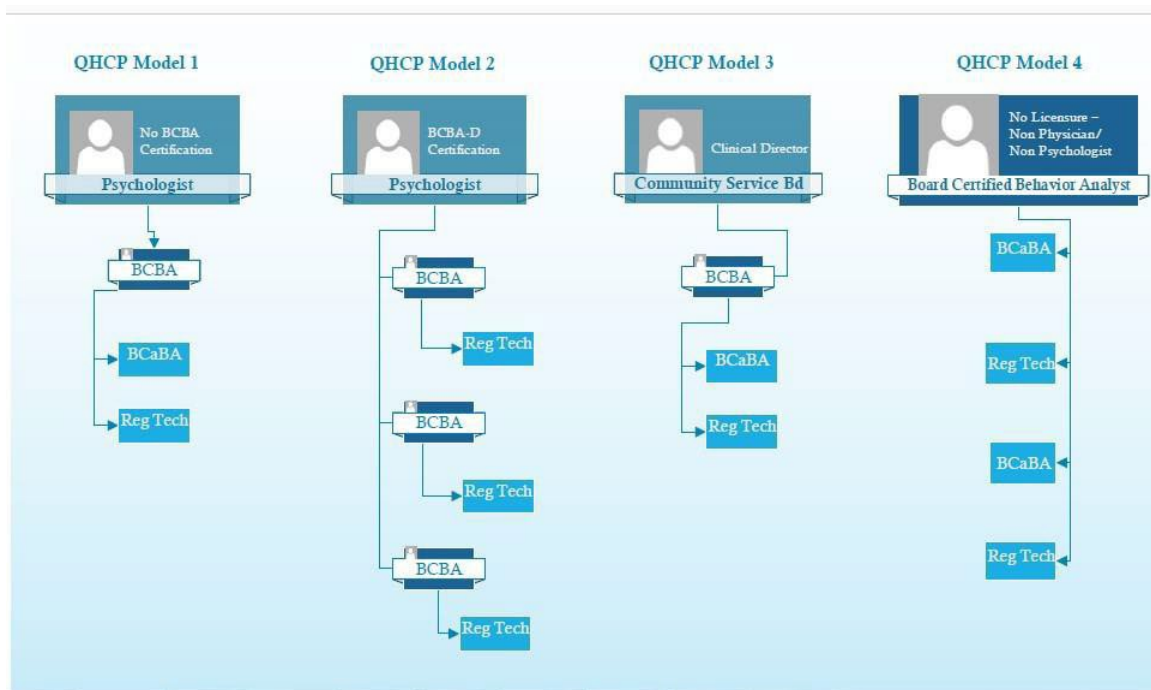 QHCP Model 1
No BCBA
Certification
Psychologist
BCBA
BCaBA
Reg Tech
QHCP Model 2
BCBA-D
Certification
Psychologist
BCBA
Reg Tech
BCBA
Reg Tech
BCBA
Reg Tech
QHCP Model 3
Clinical Director
Community Service Bd
BCBA
BCaBA
Reg Tech
QHCP Model 4
No Licensure –
Non Physician/
Non Psychologist
Board Certified Behavior Analyst
BCaBA
Reg Tech
BCaBA
Reg Tech